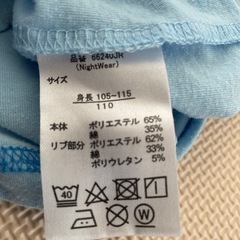 品番 66240JH
(NightWear)
サイズ
身長 105~115
110
本体 ポリエステル 65%
綿 35%
リブ部分 ポリエステル 62%
綿 33%
ポリウレタン 5%
40
W